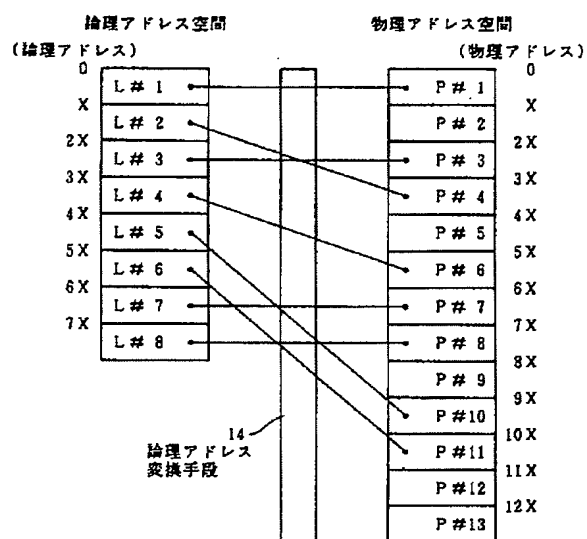 論理アドレス空間
(論理アドレス)
0
L# 1
X
L# 2
2X
L# 3
3X
L# 4
4X
L# 5
5X
L# 6
6X
L# 7
7X
L# 8
14
論理アドレス
変換手段
物理アドレス空間
(物理アドレス)
0
P# 1
X
P# 2
2X
P# 3
3X
P# 4
4X
P# 5
5X
P# 6
6X
P# 7
7X
P# 8
8X
P# 9
9X
P#10
10X
P#11
11X
P#12
12X
P#13